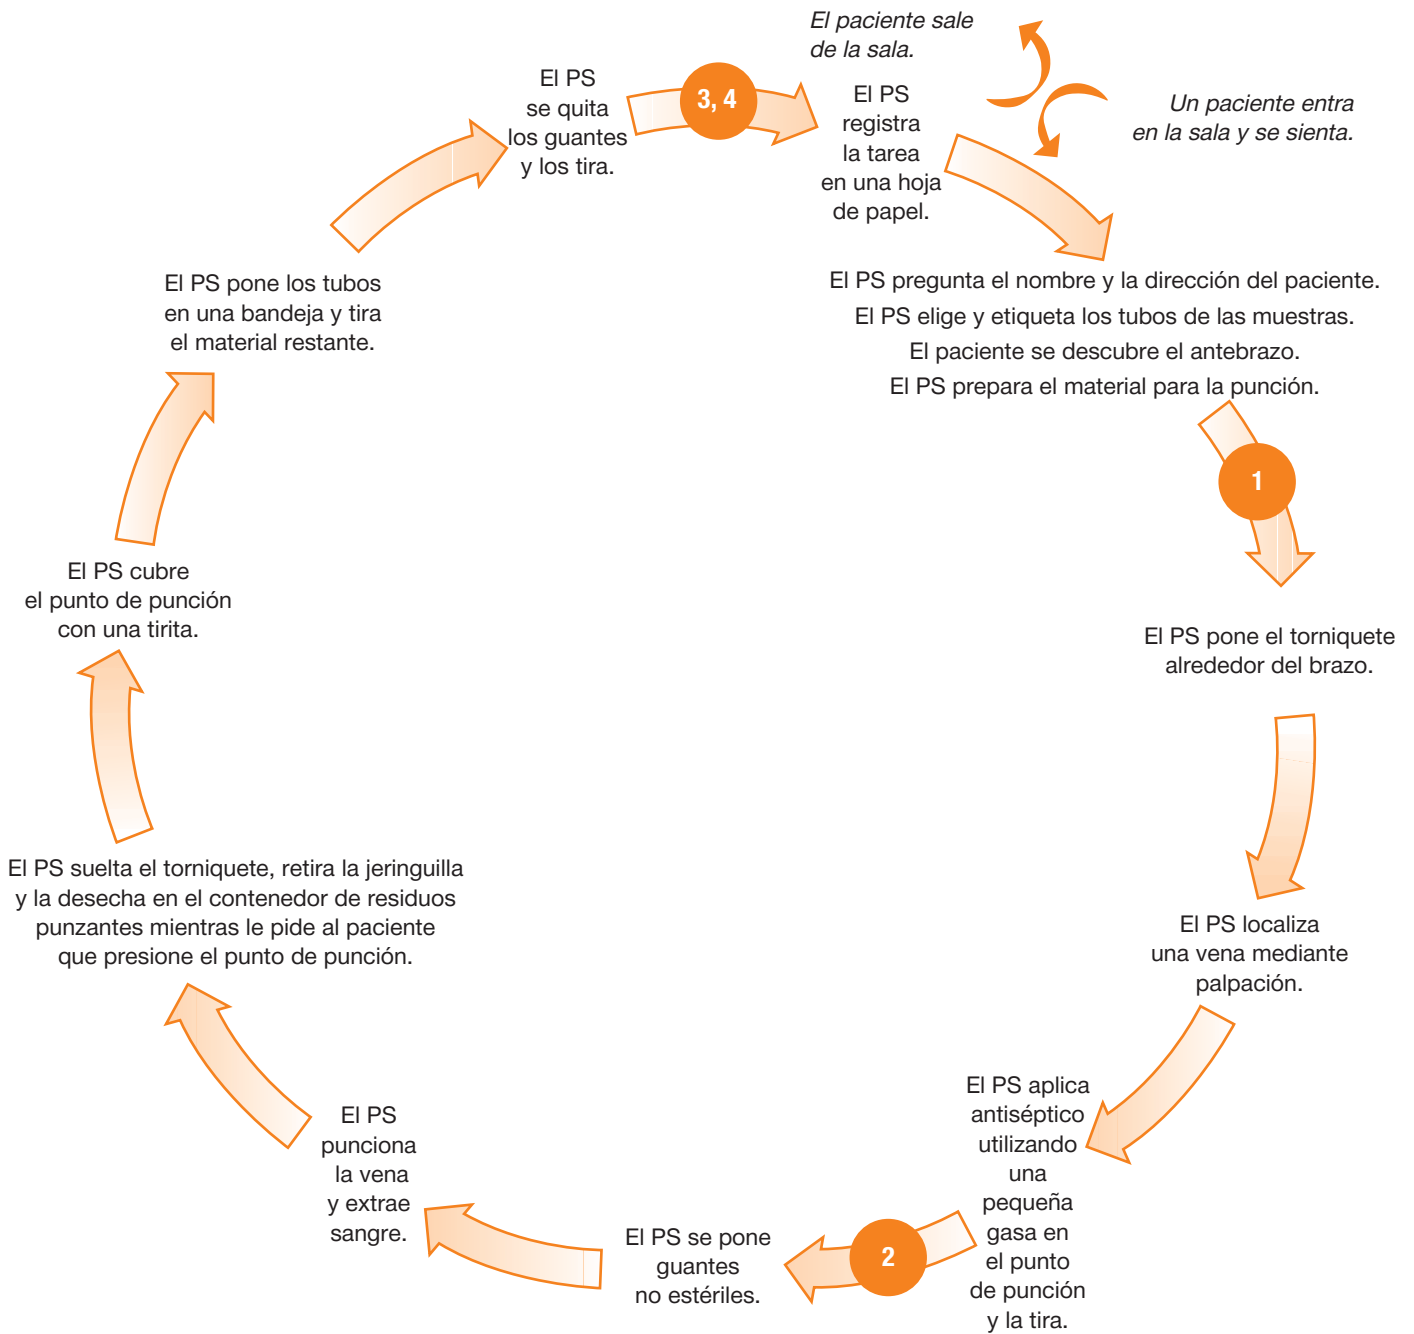 El paciente sale
de la sala.
Un paciente entra
en la sala y se sienta.
El PS pregunta el nombre y la dirección del paciente.
El PS elige y etiqueta los tubos de las muestras.
El paciente se descubre el antebrazo.
El PS prepara el material para la punción.
1
El PS pone el torniquete
alrededor del brazo.
El PS localiza
una vena mediante
palpación.
El PS aplica
antiséptico
utilizando
una
pequeña
gasa en
el punto
de punción
y la tira.
2
El PS se pone
guantes
no estériles.
El PS
punciona
la vena
y extrae
sangre.
El PS suelta el torniquete, retira la jeringuilla
y la desecha en el contenedor de residuos
punzantes mientras le pide al paciente
que presione el punto de punción.
El PS cubre
el punto de punción
con una tirita.
El PS pone los tubos
en una bandeja y tira
el material restante.
El PS
se quita
los guantes
y los tira.
3, 4
El PS
registra
la tarea
en una hoja
de papel.